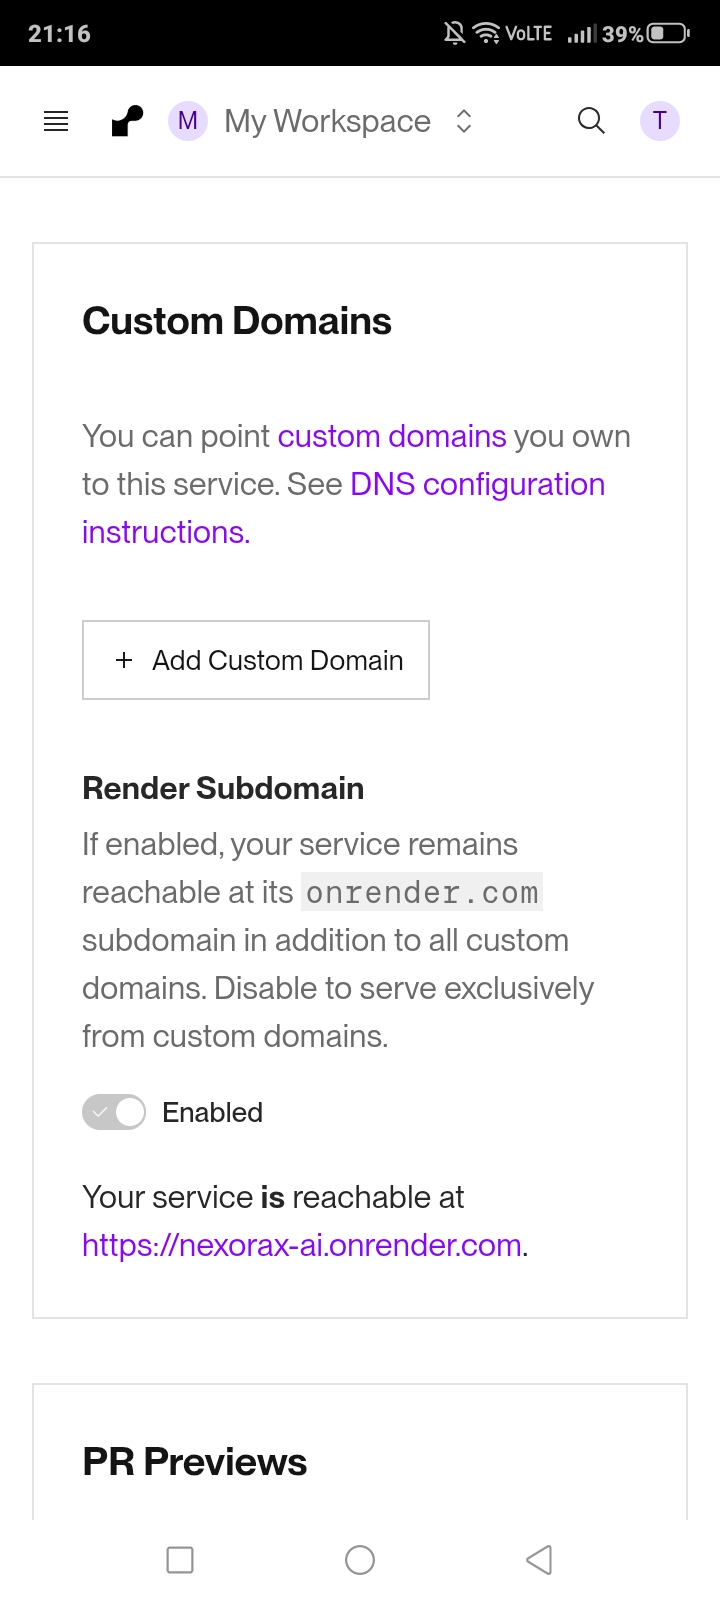 21:16
VoLTE 39%
M My Workspace T
Custom Domains
You can point custom domains you own
to this service. See DNS configuration
instructions.
+ Add Custom Domain
Render Subdomain
If enabled, your service remains
reachable at its onrender.com
subdomain in addition to all custom
domains. Disable to serve exclusively
from custom domains.
Enabled
Your service is reachable at
https://nexorax-ai.onrender.com.
PR Previews